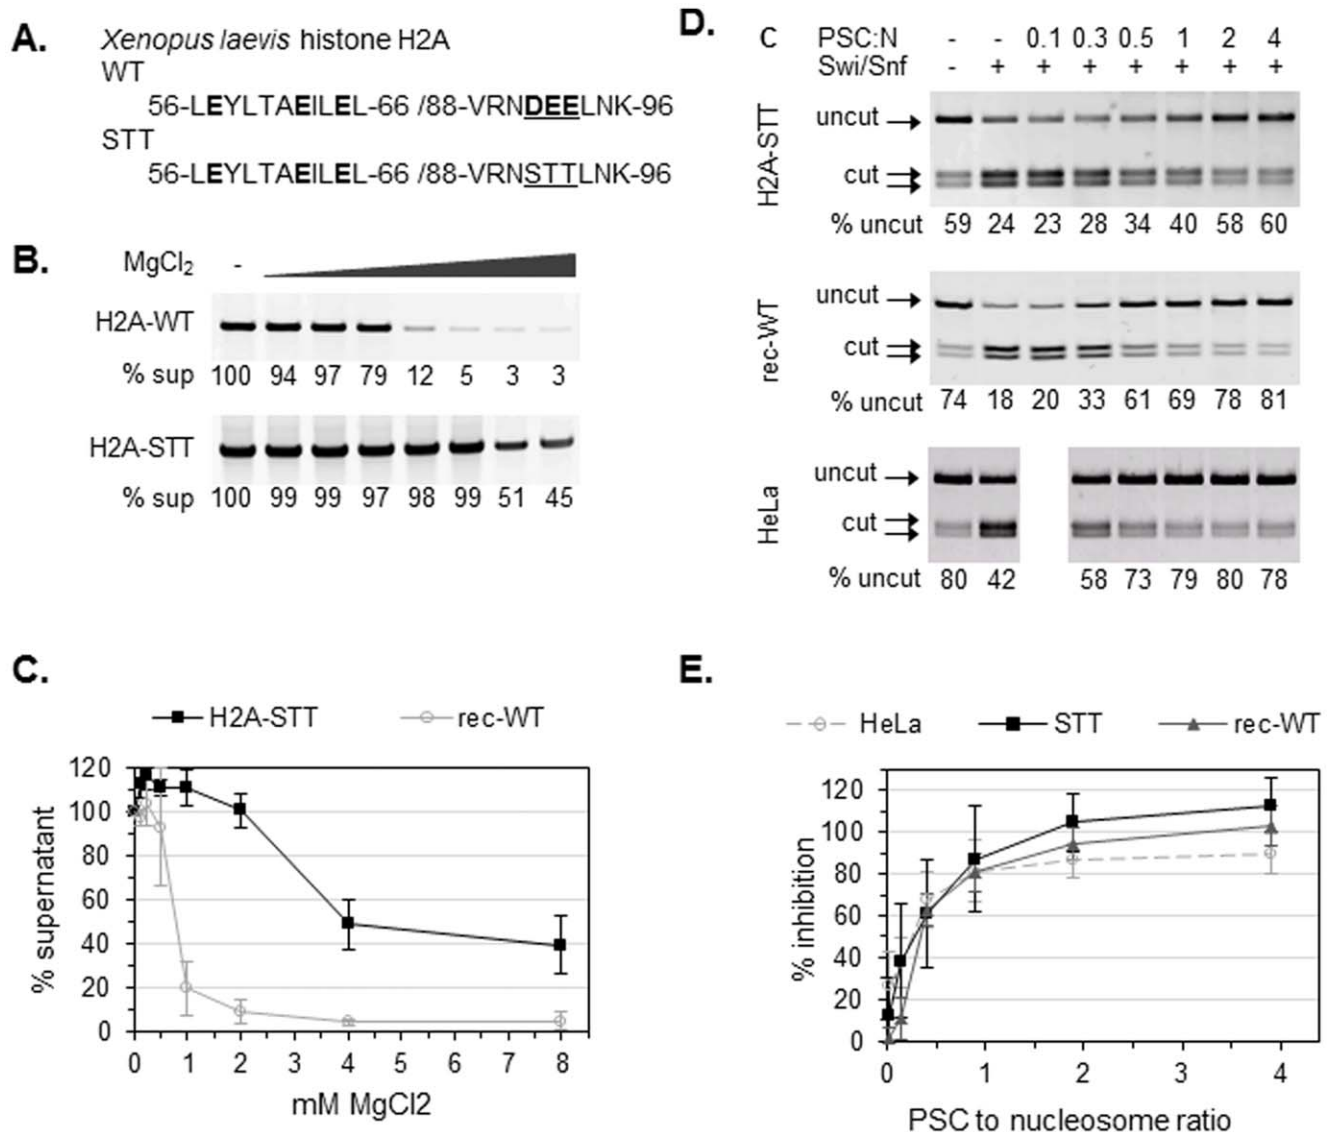 A.
Xenopus laevis histone H2A
WT
56-LEYLTAEILEL-66 /88-VRNDEELNK-96
STT
56-LEYLTAEILEL-66 /88-VRNSTTLNK-96
B.
MgCl2 -
H2A-WT
% sup 100 94 97 79 12 5 3 3
H2A-STT
% sup 100 99 99 97 98 99 51 45
C.
H2A-STT rec-WT
% supernatant
120
100
80
60
40
20
0
0 1 2 3 4 5 6 7 8
mM MgCl2
D.
C PSC:N - - 0.1 0.3 0.5 1 2 4
Swi/Snf - + + + + + + +
H2A-STT
uncut
cut
% uncut 59 24 23 28 34 40 58 60
rec-WT
uncut
cut
% uncut 74 18 20 33 61 69 78 81
HeLa
uncut
cut
% uncut 80 42 58 73 79 80 78
E.
HeLa STT rec-WT
% inhibition
120
100
80
60
40
20
0
0 1 2 3 4
PSC to nucleosome ratio